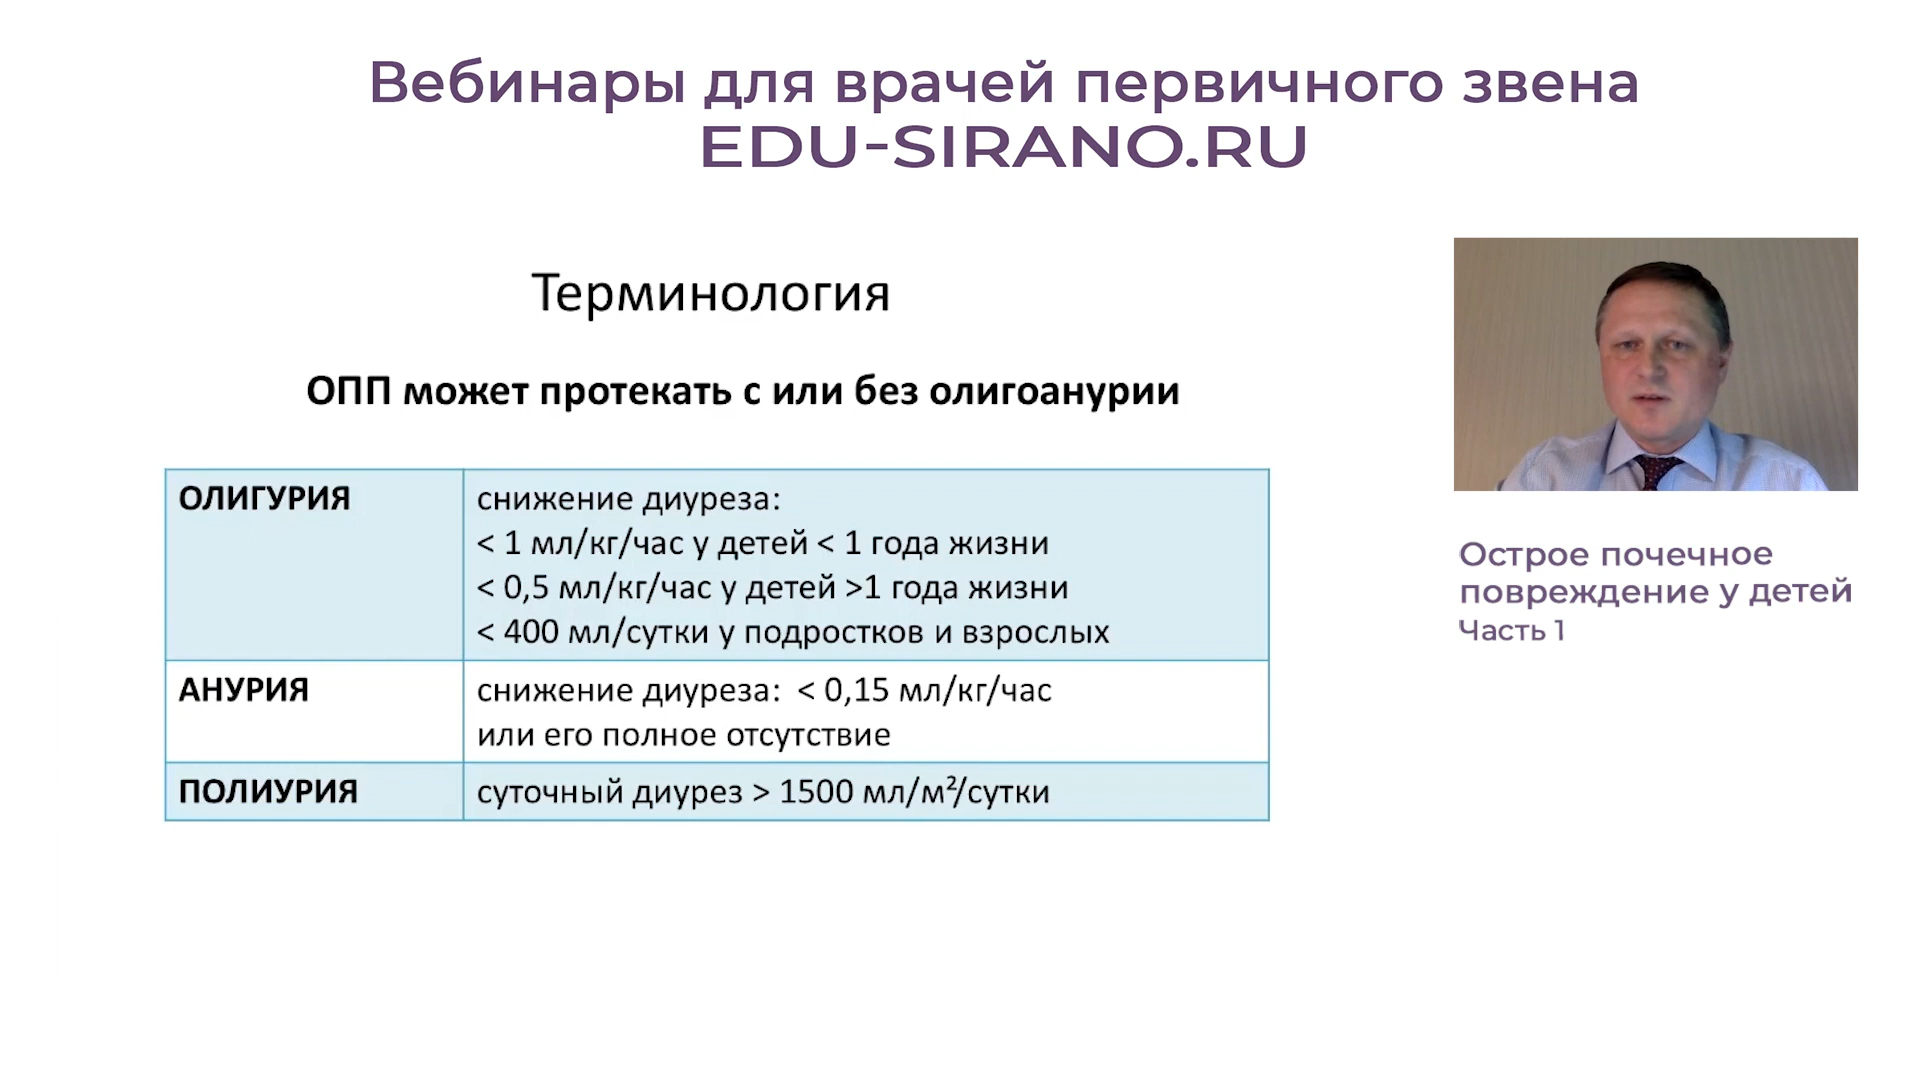 Вебинары для врачей первичного звена
EDU-SIRANO.RU
Терминология
ОПП может протекать с или без олигоанурии
ОЛИГУРИЯ
снижение диуреза:
< 1 мл/кг/час у детей < 1 года жизни
< 0,5 мл/кг/час у детей >1 года жизни
< 400 мл/сутки у подростков и взрослых
АНУРИЯ
снижение диуреза:  < 0,15 мл/кг/час
или его полное отсутствие
ПОЛИУРИЯ
суточный диурез > 1500 мл/м²/сутки
Острое почечное
повреждение у детей
Часть 1